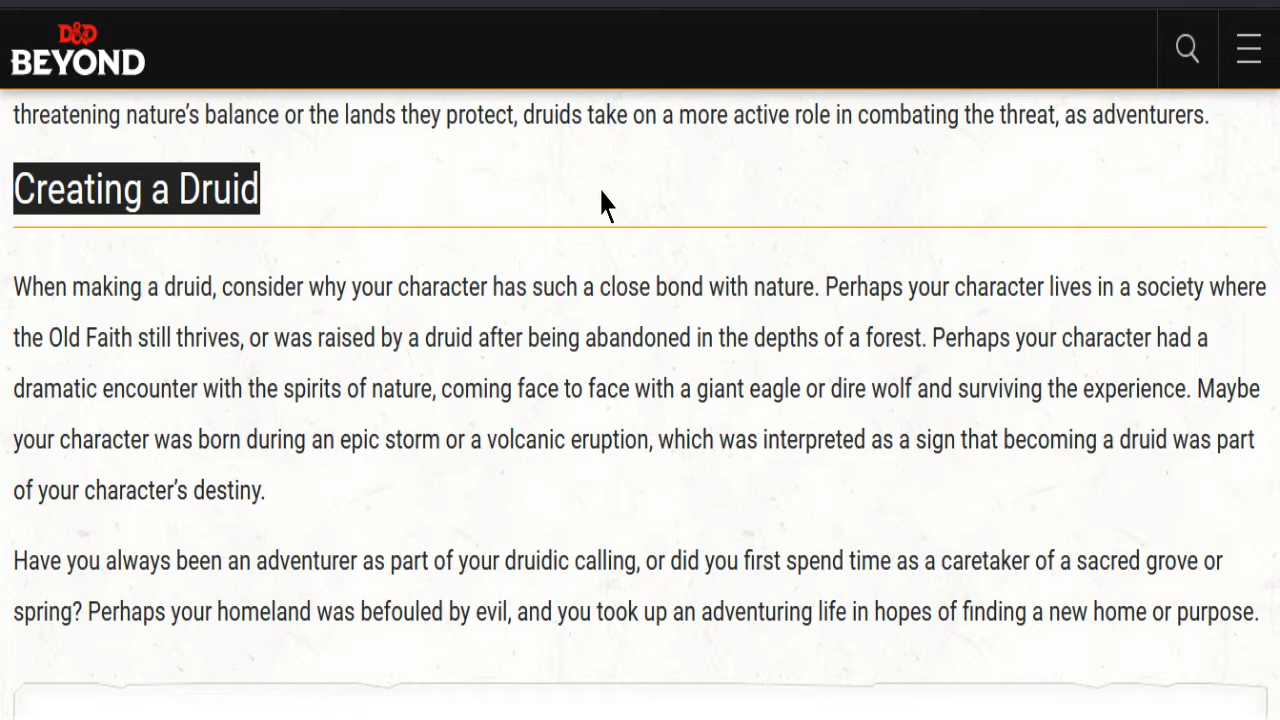 D&D
BEYOND
threatening nature’s balance or the lands they protect, druids take on a more active role in combating the threat, as adventurers.
Creating a Druid
When making a druid, consider why your character has such a close bond with nature. Perhaps your character lives in a society where
the Old Faith still thrives, or was raised by a druid after being abandoned in the depths of a forest. Perhaps your character had a
dramatic encounter with the spirits of nature, coming face to face with a giant eagle or dire wolf and surviving the experience. Maybe
your character was born during an epic storm or a volcanic eruption, which was interpreted as a sign that becoming a druid was part
of your character’s destiny.
Have you always been an adventurer as part of your druidic calling, or did you first spend time as a caretaker of a sacred grove or
spring? Perhaps your homeland was befouled by evil, and you took up an adventuring life in hopes of finding a new home or purpose.